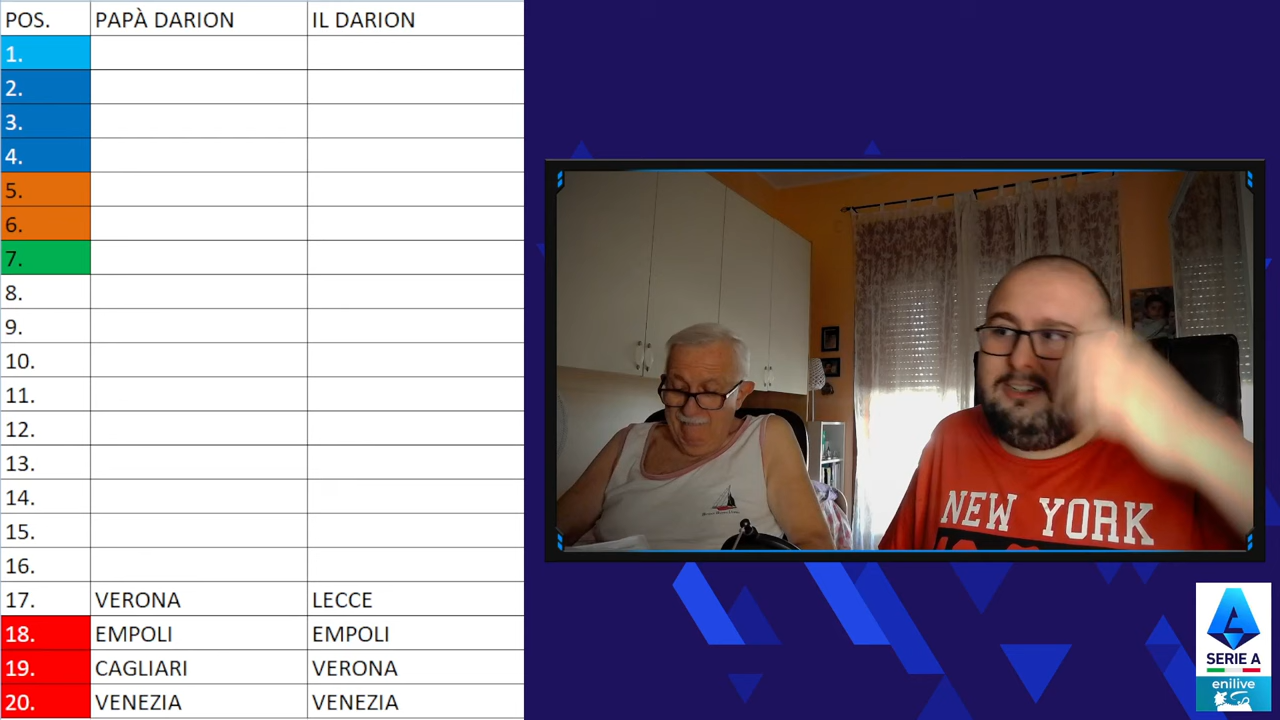 POS. PAPÀ DARION IL DARION
1.
2.
3.
4.
5.
6.
7.
8.
9.
10.
11.
12.
13.
14.
15.
16.
17. VERONA LECCE
18. EMPOLI EMPOLI
19. CAGLIARI VERONA
20. VENEZIA VENEZIA
NEW YORK
SERIE A
enilive